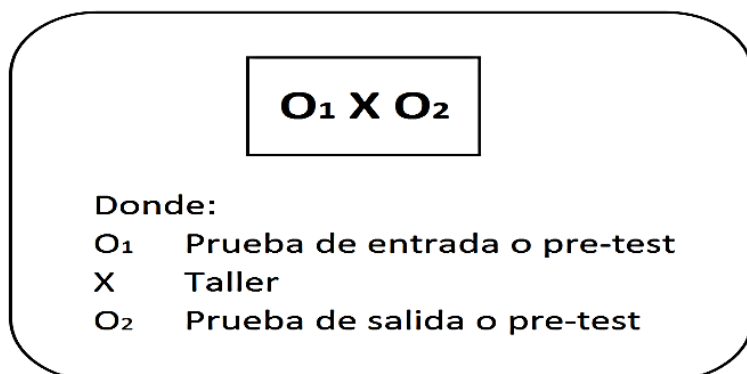 O₁ X O₂
Donde:
O₁ Prueba de entrada o pre-test
X Taller
O₂ Prueba de salida o pre-test